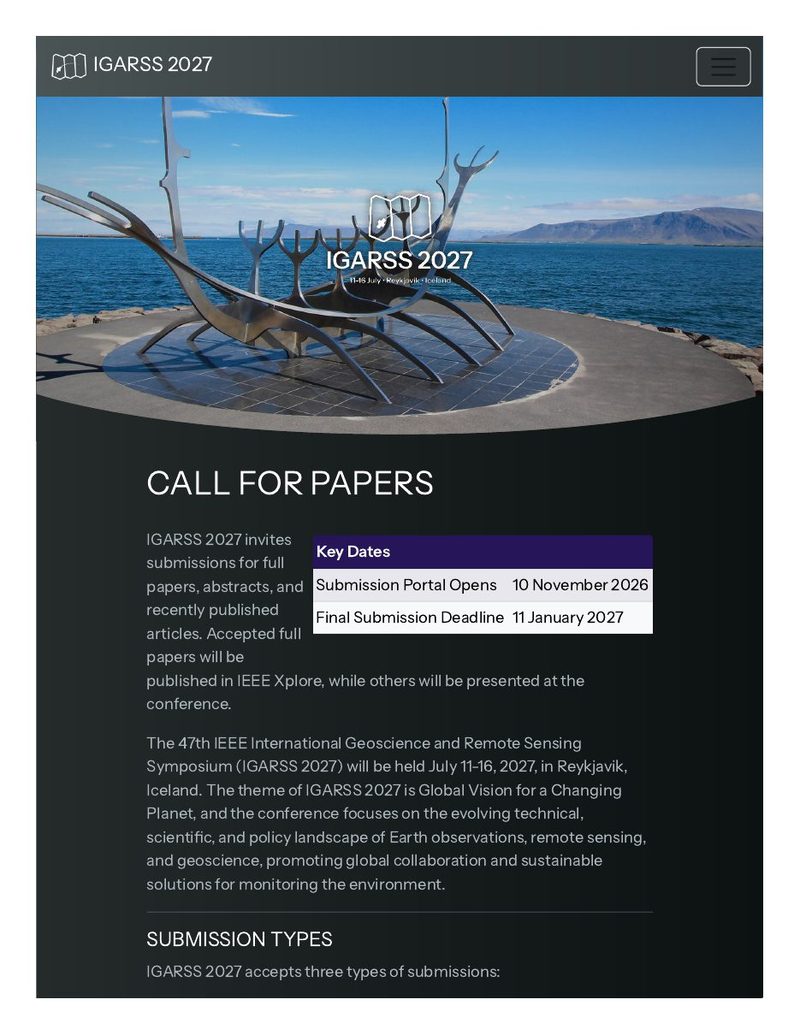 IGARSS 2027
IGARSS 2027
11-16 July • Reykjavik • Iceland
CALL FOR PAPERS
IGARSS 2027 invites
submissions for full
papers, abstracts, and
recently published
articles. Accepted full
papers will be
published in IEEE Xplore, while others will be presented at the
conference.
Key Dates
Submission Portal Opens 10 November 2026
Final Submission Deadline 11 January 2027
The 47th IEEE International Geoscience and Remote Sensing
Symposium (IGARSS 2027) will be held July 11-16, 2027, in Reykjavik,
Iceland. The theme of IGARSS 2027 is Global Vision for a Changing
Planet, and the conference focuses on the evolving technical,
scientific, and policy landscape of Earth observations, remote sensing,
and geoscience, promoting global collaboration and sustainable
solutions for monitoring the environment.
SUBMISSION TYPES
IGARSS 2027 accepts three types of submissions: